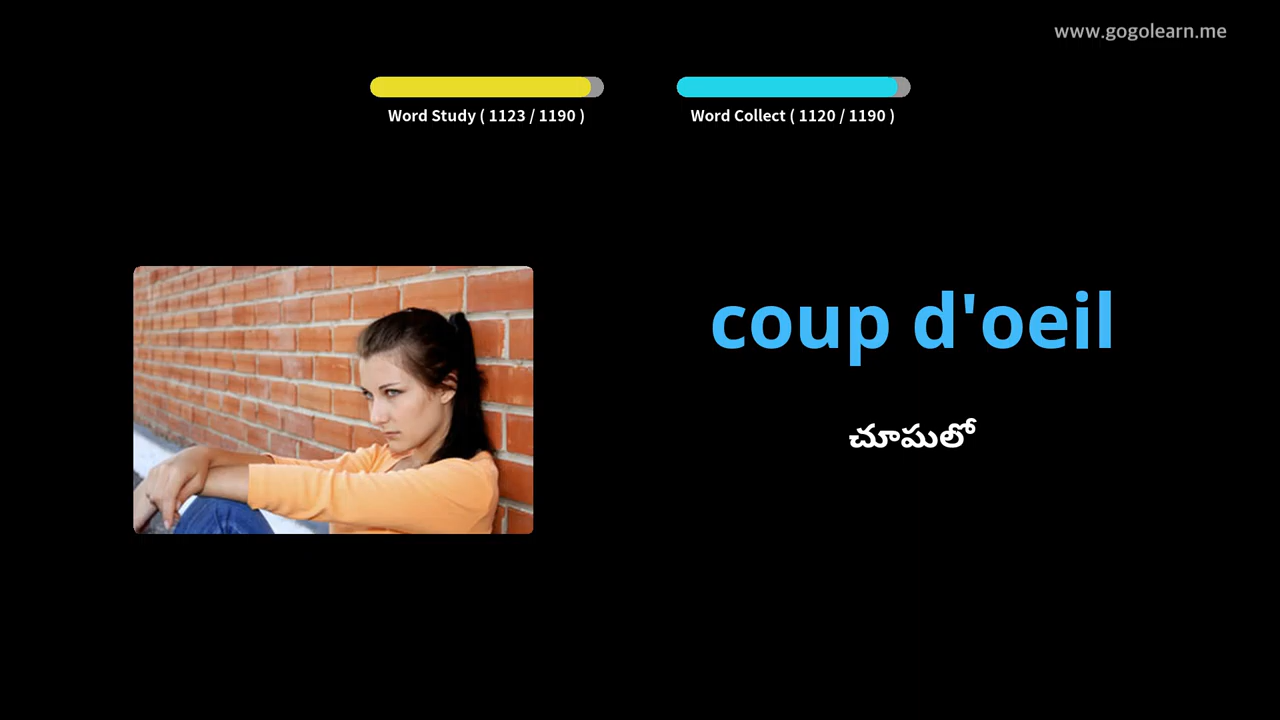 www.gogolearn.me
Word Study ( 1123 / 1190 )
Word Collect ( 1120 / 1190 )
coup d'oeil
చూపులో